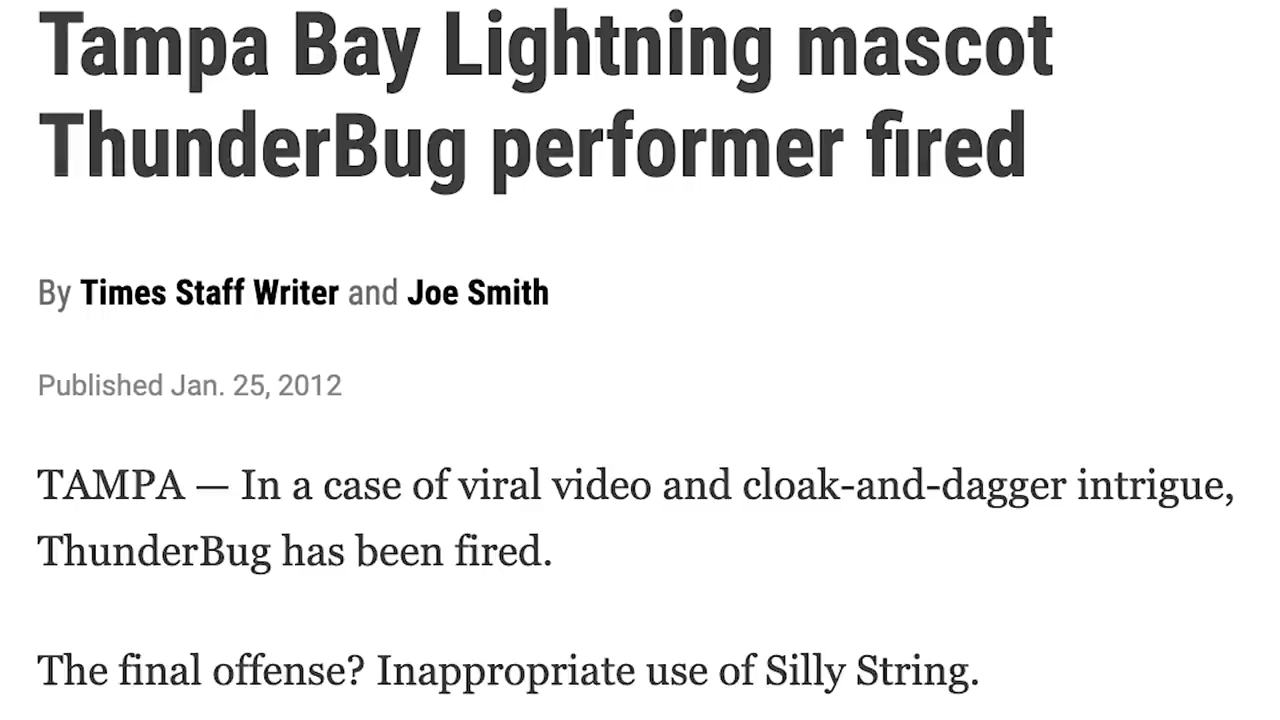 Tampa Bay Lightning mascot
ThunderBug performer fired
By Times Staff Writer and Joe Smith
Published Jan. 25, 2012
TAMPA — In a case of viral video and cloak-and-dagger intrigue,
ThunderBug has been fired.
The final offense? Inappropriate use of Silly String.